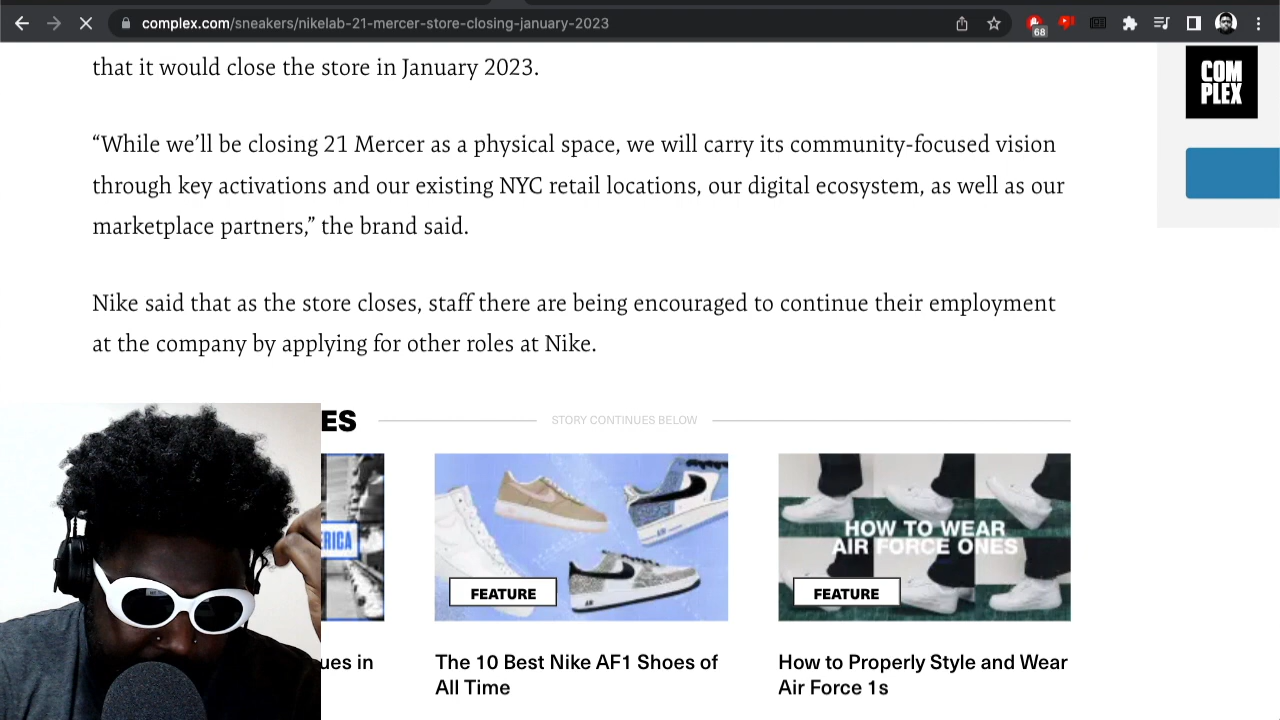 complex.com/sneakers/nikelab-21-mercer-store-closing-january-2023
68
that it would close the store in January 2023.
COM
PLEX
“While we’ll be closing 21 Mercer as a physical space, we will carry its community-focused vision
through key activations and our existing NYC retail locations, our digital ecosystem, as well as our
marketplace partners,” the brand said.
Nike said that as the store closes, staff there are being encouraged to continue their employment
at the company by applying for other roles at Nike.
ES
STORY CONTINUES BELOW
ERICA
HOW TO WEAR
AIR FORCE ONES
FEATURE
FEATURE
ues in
The 10 Best Nike AF1 Shoes of
All Time
How to Properly Style and Wear
Air Force 1s